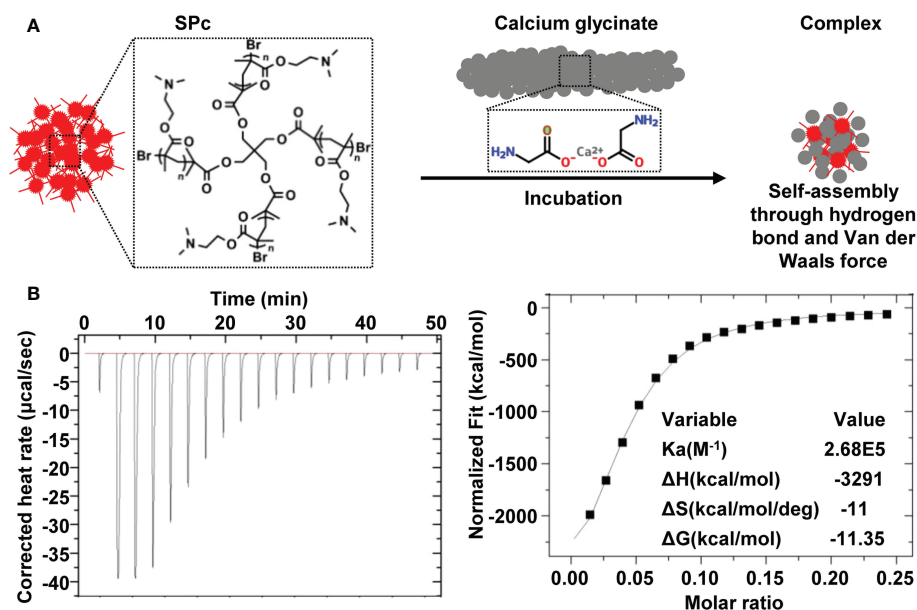 A
SPc
Calcium glycinate
Complex
Br
n
O
O
N
N
O
O
Br
n
O
O
O
O
O
O
O
O
n
Br
O
O
N
O
O
N
Br
n
H₂N
O
O⁻
Ca²⁺
⁻O
O
NH₂
Incubation
Self-assembly
through hydrogen
bond and Van der
Waals force
B
Time (min)
0 10 20 30 40 50
0
-5
-10
-15
-20
-25
-30
-35
-40
Corrected heat rate (µcal/sec)
Normalized Fit (kcal/mol)
0
-500
-1000
-1500
-2000
Variable Value
Ka(M⁻¹) 2.68E5
ΔH(kcal/mol) -3291
ΔS(kcal/mol/deg) -11
ΔG(kcal/mol) -11.35
0.00 0.05 0.10 0.15 0.20 0.25
Molar ratio